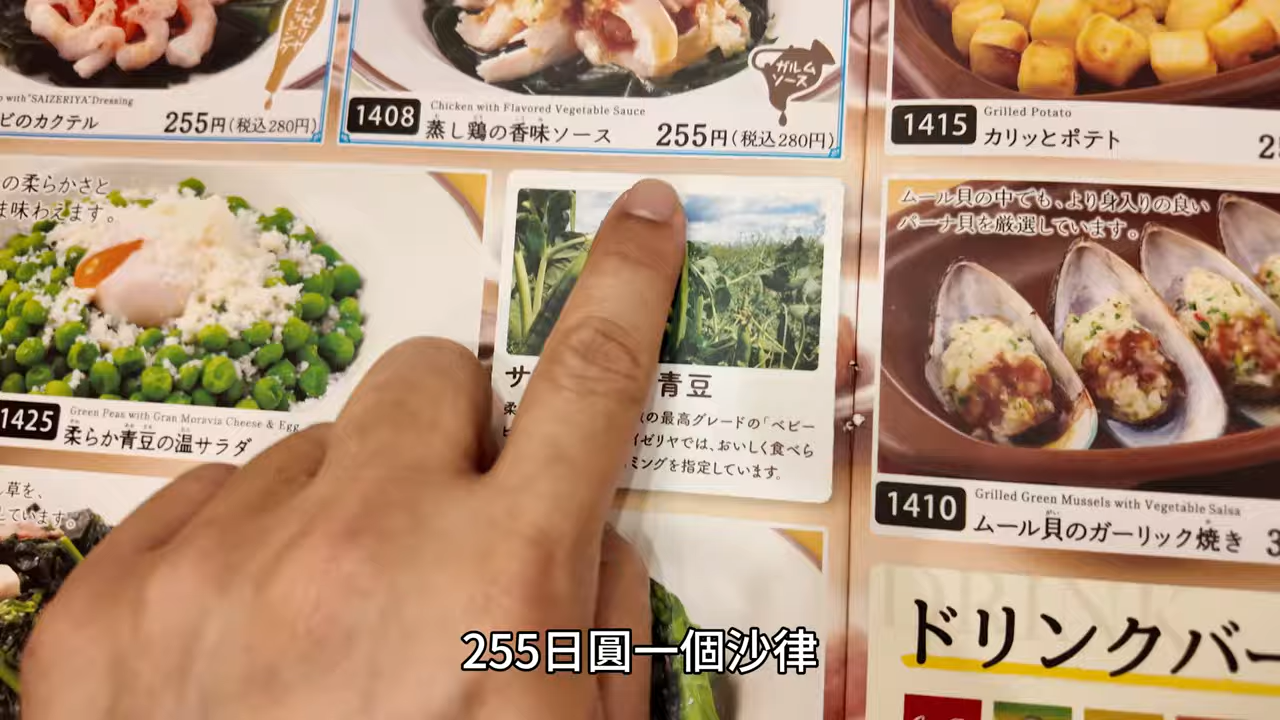 with "SAIZERIYA" Dressing
ビのカクテル
255円(税込280円)
1408
Chicken with Flavored Vegetable Sauce
蒸し鶏の香味ソース
255円(税込280円)
ガルム
ソース
1415
Grilled Potato
カリッとポテト
の柔らかさと
味わえます。
1425
Green Peas with Gran Moravia Cheese & Egg
柔らか青豆の温サラダ
青豆
の最高グレードの「ベビー
イゼリヤでは、おいしく食べら
ミングを指定しています。
ムール貝の中でも、より身入りの良い
パーナ貝を厳選しています。
1410
Grilled Green Mussels with Vegetable Salsa
ムール貝のガーリック焼き
草を、
しています。
DRINK
ドリンクバー
255日圓一個沙律